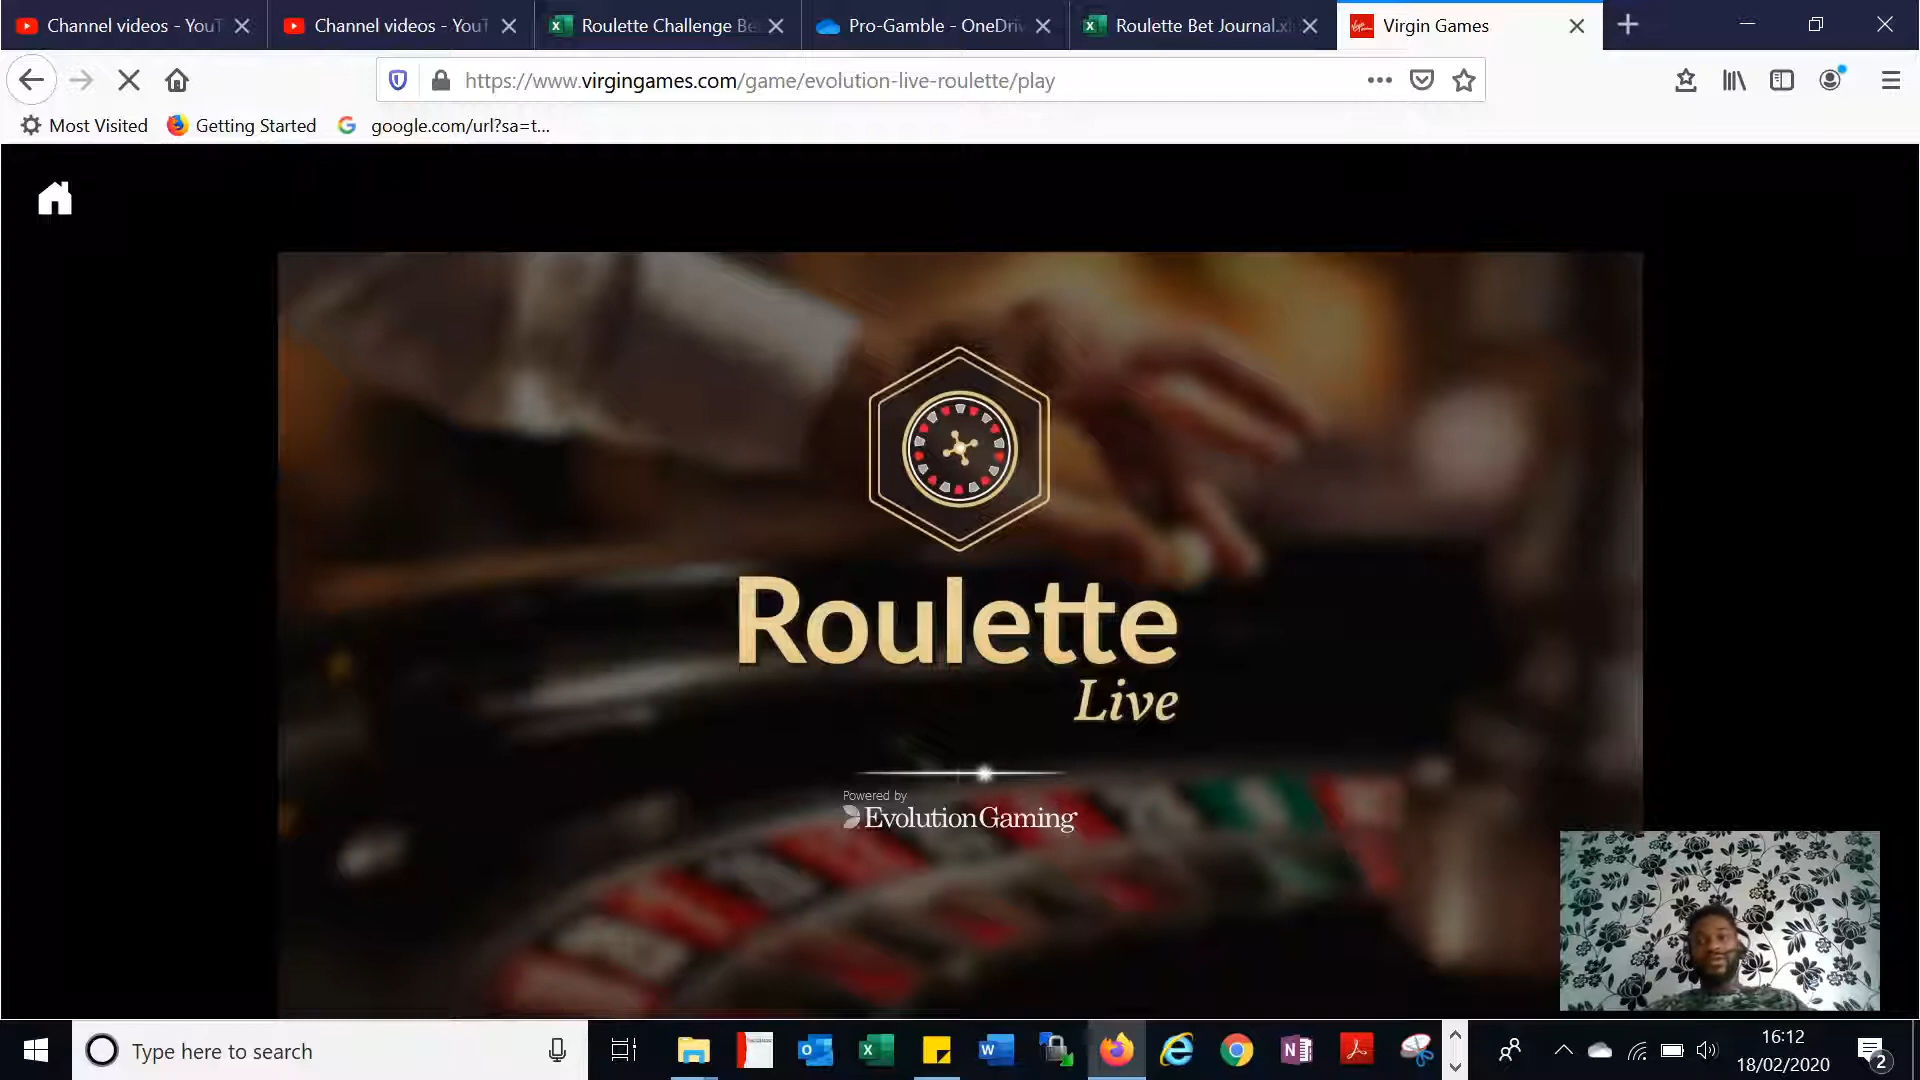 Channel videos - YouT
Channel videos - YouT
Roulette Challenge Be
Pro-Gamble - OneDriv
Roulette Bet Journal.xl
Virgin Games
https://www.virgingames.com/game/evolution-live-roulette/play
Most Visited
Getting Started
google.com/url?sa=t...
Roulette
Live
Powered by
EvolutionGaming
Type here to search
16:12
18/02/2020
2